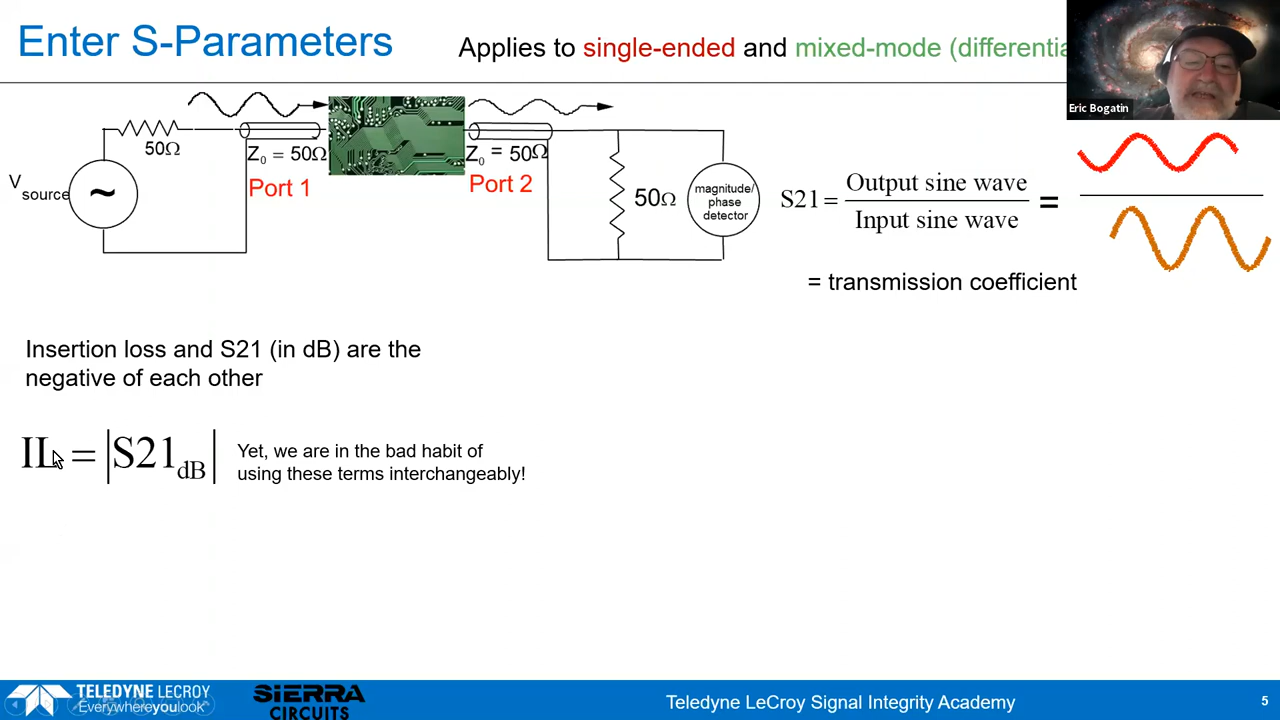 Enter S-Parameters
Applies to single-ended and mixed-mode (differentia
Eric Bogatin
50Ω
Z0 = 50Ω
Port 1
Vsource
~
Z0 = 50Ω
Port 2
50Ω
magnitude/
phase
detector
S21 = Output sine wave / Input sine wave =
= transmission coefficient
Insertion loss and S21 (in dB) are the
negative of each other
IL = |S21dB|
Yet, we are in the bad habit of
using these terms interchangeably!
TELEDYNE LECROY
Everywhereyoulook
SIERRA
CIRCUITS
Teledyne LeCroy Signal Integrity Academy
5